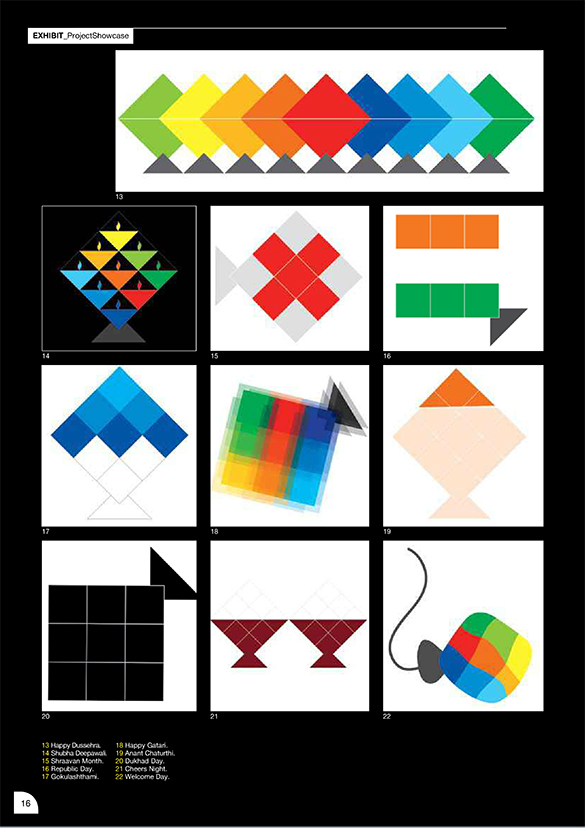 EXHIBIT_ProjectShowcase
13
14
15
16
17
18
19
20
21
22
13 Happy Dussehra.
14 Shubha Deepawali.
15 Shraavan Month.
16 Republic Day.
17 Gokulashthami.
18 Happy Gatari.
19 Anant Chaturthi.
20 Dukhad Day.
21 Cheers Night.
22 Welcome Day.
16